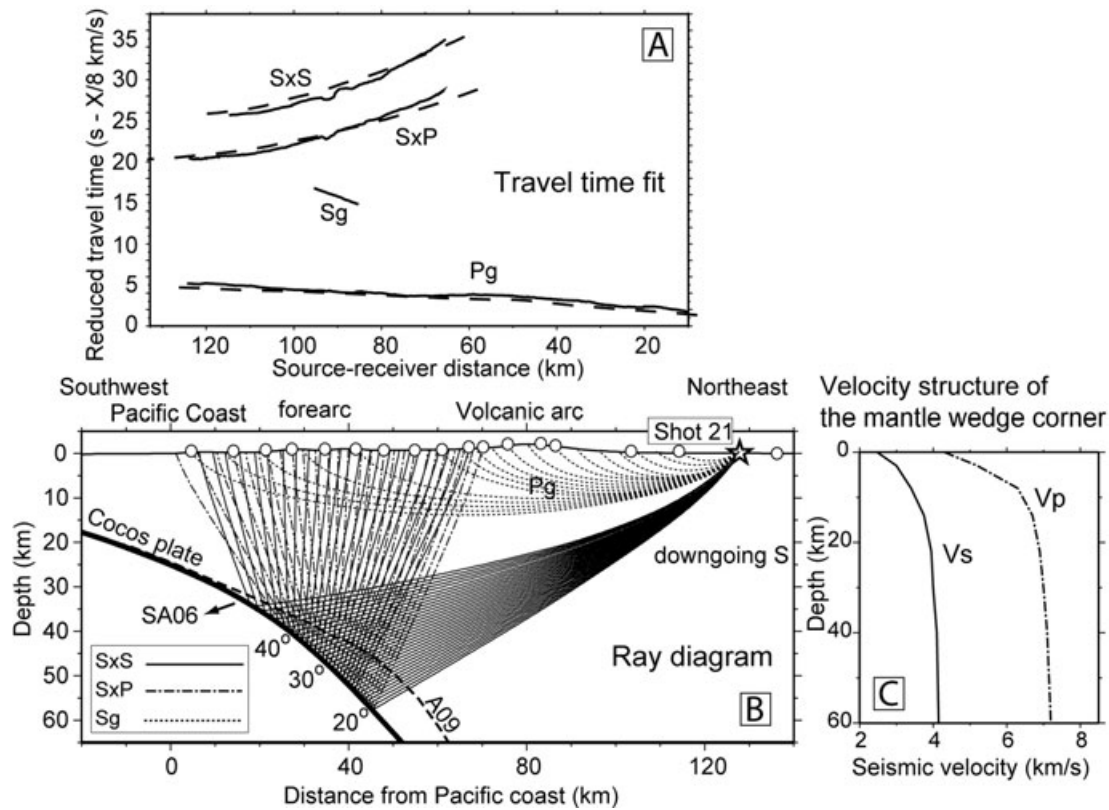 A
35
30
25
20
15
10
5
0
Reduced travel time (s - X/8 km/s)
SxS
SxP
Sg
Pg
Travel time fit
120 100 80 60 40 20
Source-receiver distance (km)
Southwest Northeast
Pacific Coast forearc Volcanic arc
Shot 21
0
10
20
30
40
50
60
Depth (km)
Pg
Cocos plate
downgoing S
SA06
40°
30°
20°
A09
Ray diagram
SxS
SxP
Sg
B
0 40 80 120
Distance from Pacific coast (km)
Velocity structure of
the mantle wedge corner
0
20
40
60
Depth (km)
Vp
Vs
C
2 4 6 8
Seismic velocity (km/s)